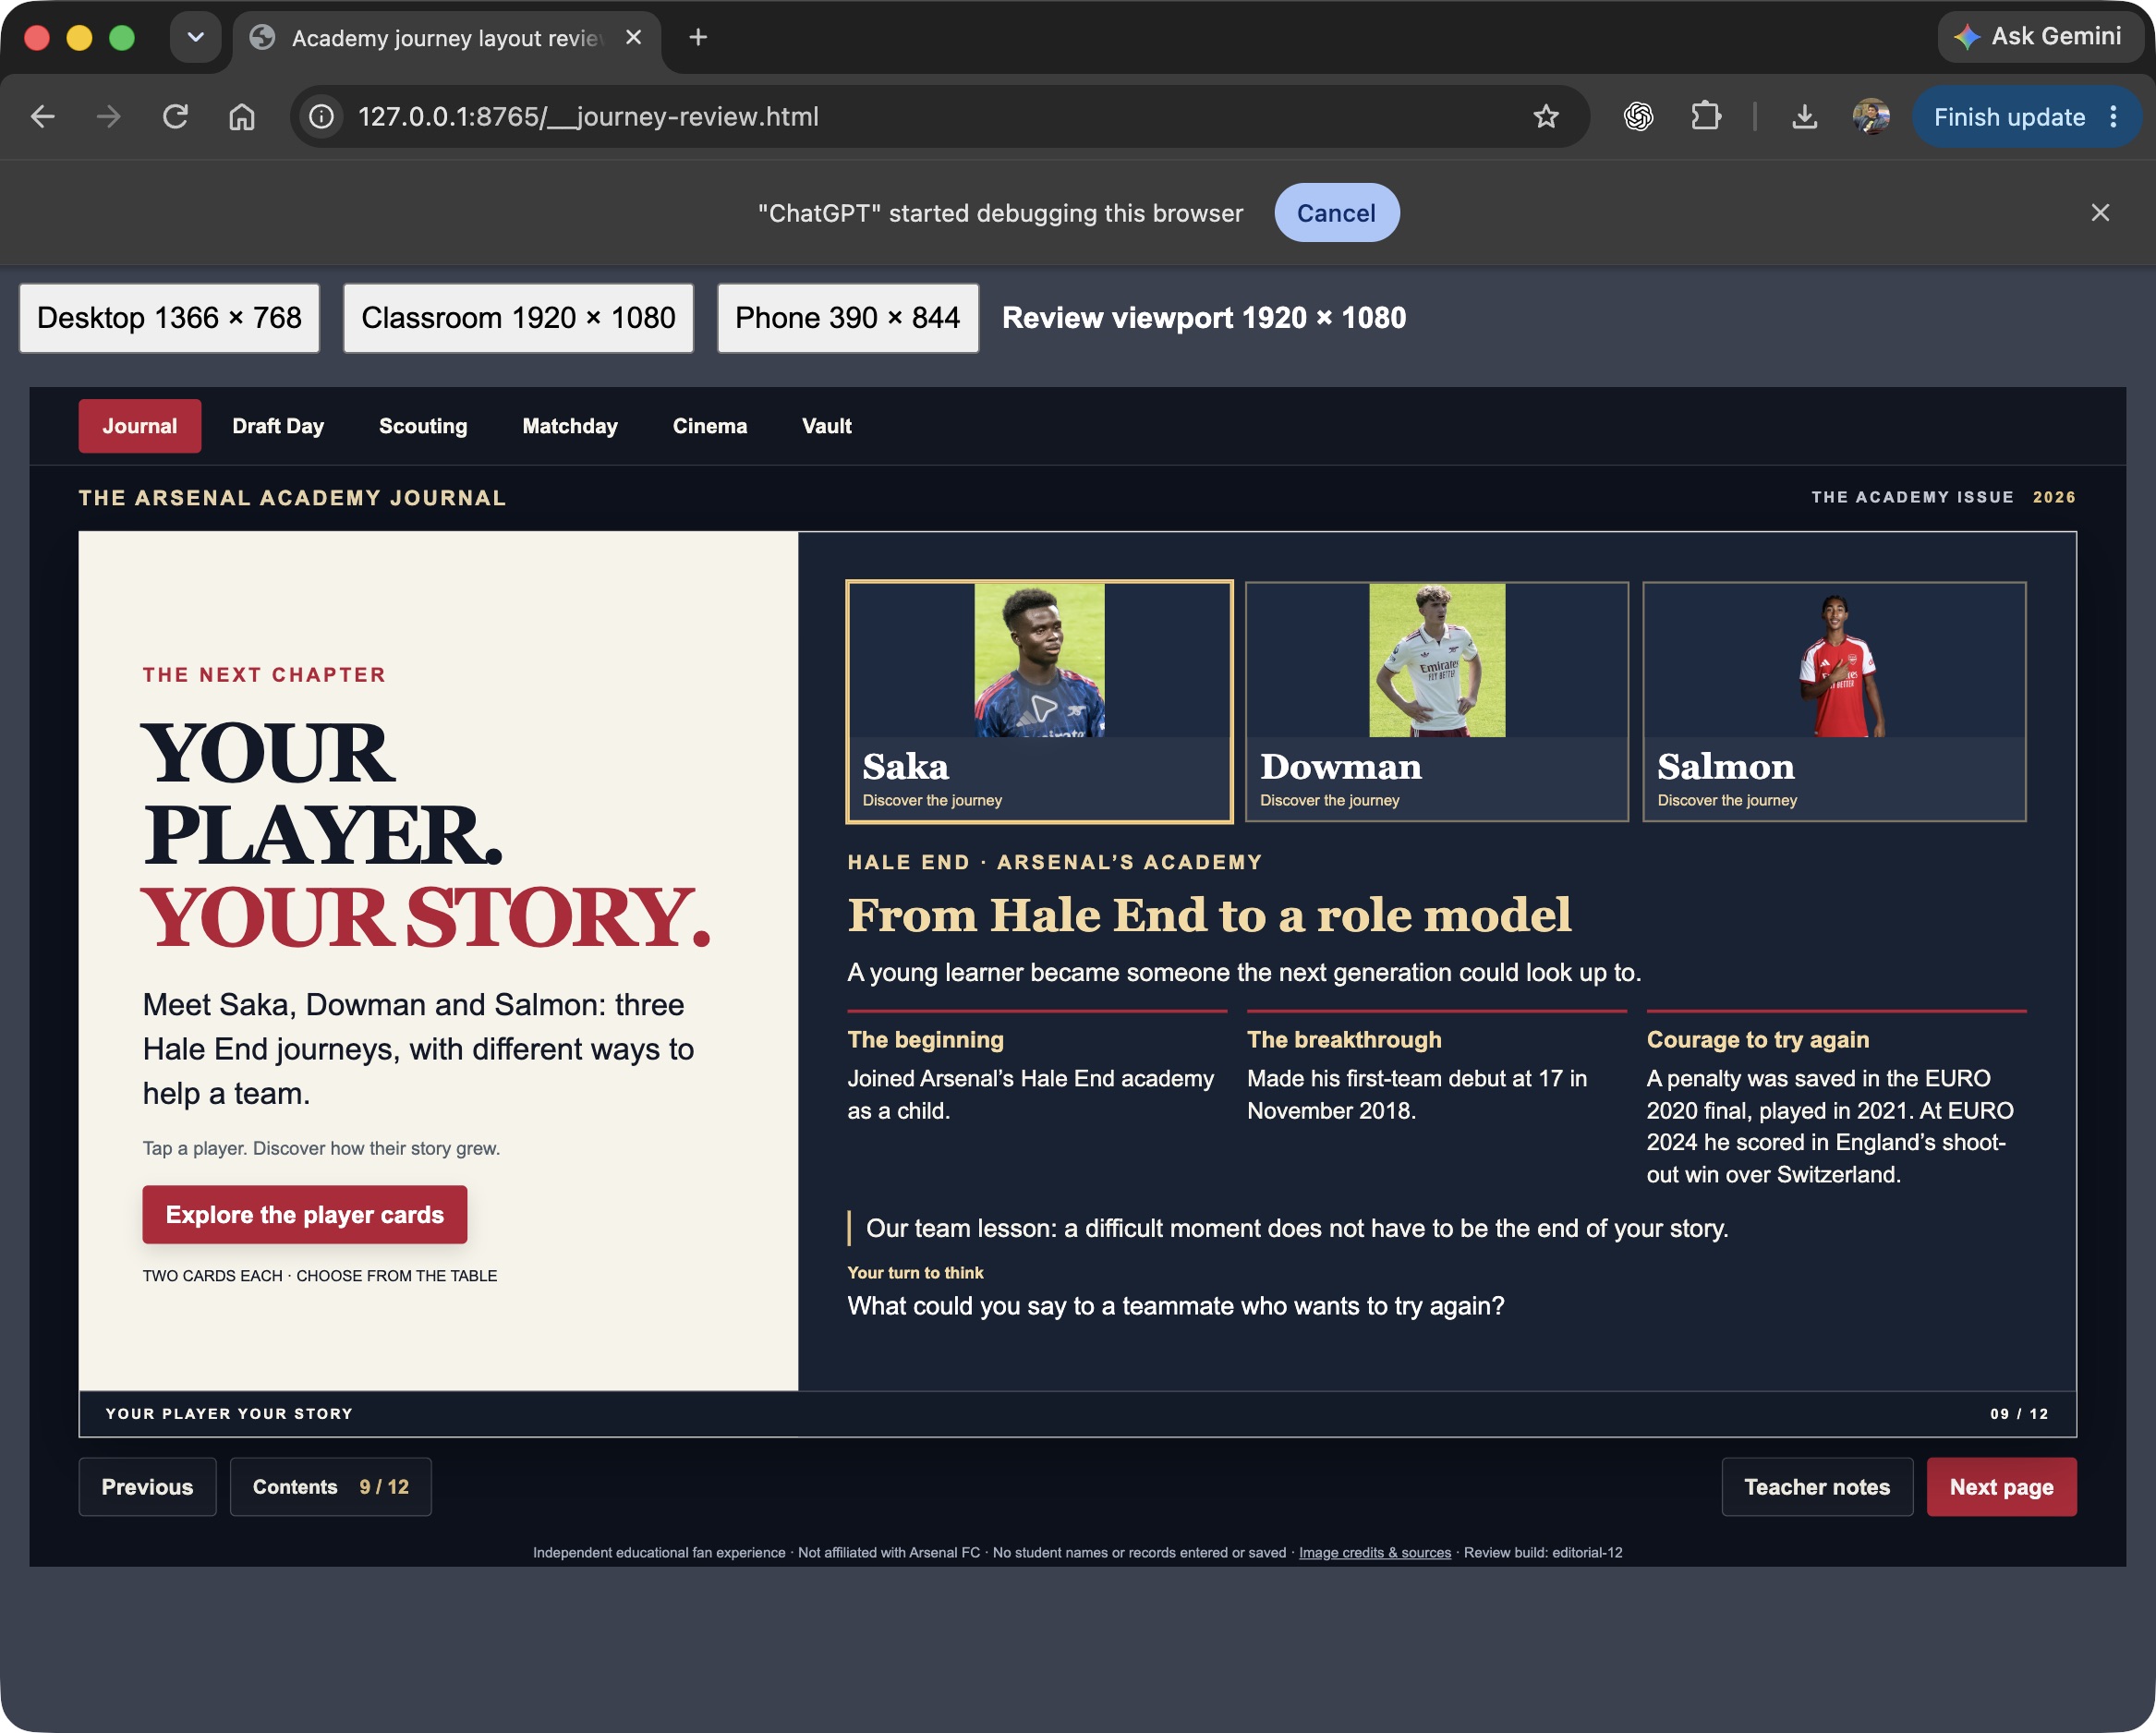 Academy journey layout revie
Ask Gemini
127.0.0.1:8765/__journey-review.html
Finish update
"ChatGPT" started debugging this browser
Cancel
Desktop 1366 × 768
Classroom 1920 × 1080
Phone 390 × 844
Review viewport 1920 × 1080
Journal
Draft Day
Scouting
Matchday
Cinema
Vault
THE ARSENAL ACADEMY JOURNAL
THE ACADEMY ISSUE 2026
THE NEXT CHAPTER
YOUR
PLAYER.
YOUR STORY.
Meet Saka, Dowman and Salmon: three
Hale End journeys, with different ways to
help a team.
Tap a player. Discover how their story grew.
Explore the player cards
TWO CARDS EACH · CHOOSE FROM THE TABLE
Saka
Discover the journey
Emirates
FLY BETTER
Dowman
Discover the journey
Salmon
Discover the journey
HALE END · ARSENAL’S ACADEMY
From Hale End to a role model
A young learner became someone the next generation could look up to.
The beginning
Joined Arsenal’s Hale End academy
as a child.
The breakthrough
Made his first-team debut at 17 in
November 2018.
Courage to try again
A penalty was saved in the EURO
2020 final, played in 2021. At EURO
2024 he scored in England’s shoot-
out win over Switzerland.
Our team lesson: a difficult moment does not have to be the end of your story.
Your turn to think
What could you say to a teammate who wants to try again?
YOUR PLAYER YOUR STORY
09 / 12
Previous
Contents 9 / 12
Teacher notes
Next page
Independent educational fan experience · Not affiliated with Arsenal FC · No student names or records entered or saved · Image credits & sources · Review build: editorial-12